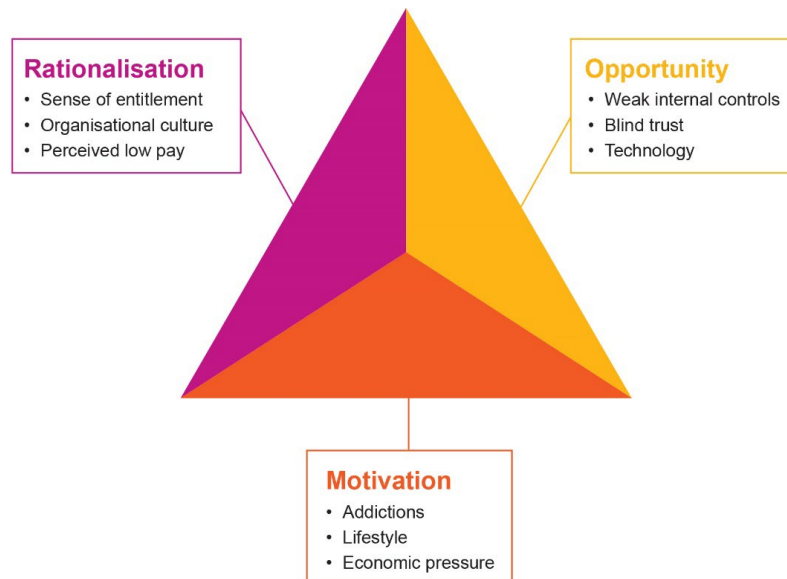 Rationalisation
• Sense of entitlement
• Organisational culture
• Perceived low pay
Opportunity
• Weak internal controls
• Blind trust
• Technology
Motivation
• Addictions
• Lifestyle
• Economic pressure